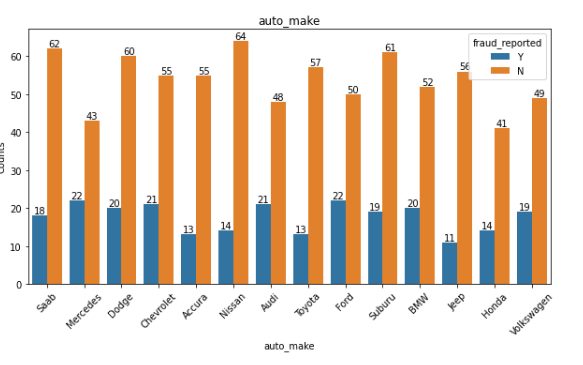 auto_make
fraud_reported
Y
N
counts
60
50
40
30
20
10
0
18 62 22 43 20 60 21 55 13 55 14 64 21 48 13 57 22 50 19 61 20 52 11 56 14 41 19 49
Saab Mercedes Dodge Chevrolet Accura Nissan Audi Toyota Ford Suburu BMW Jeep Honda Volkswagen
auto_make